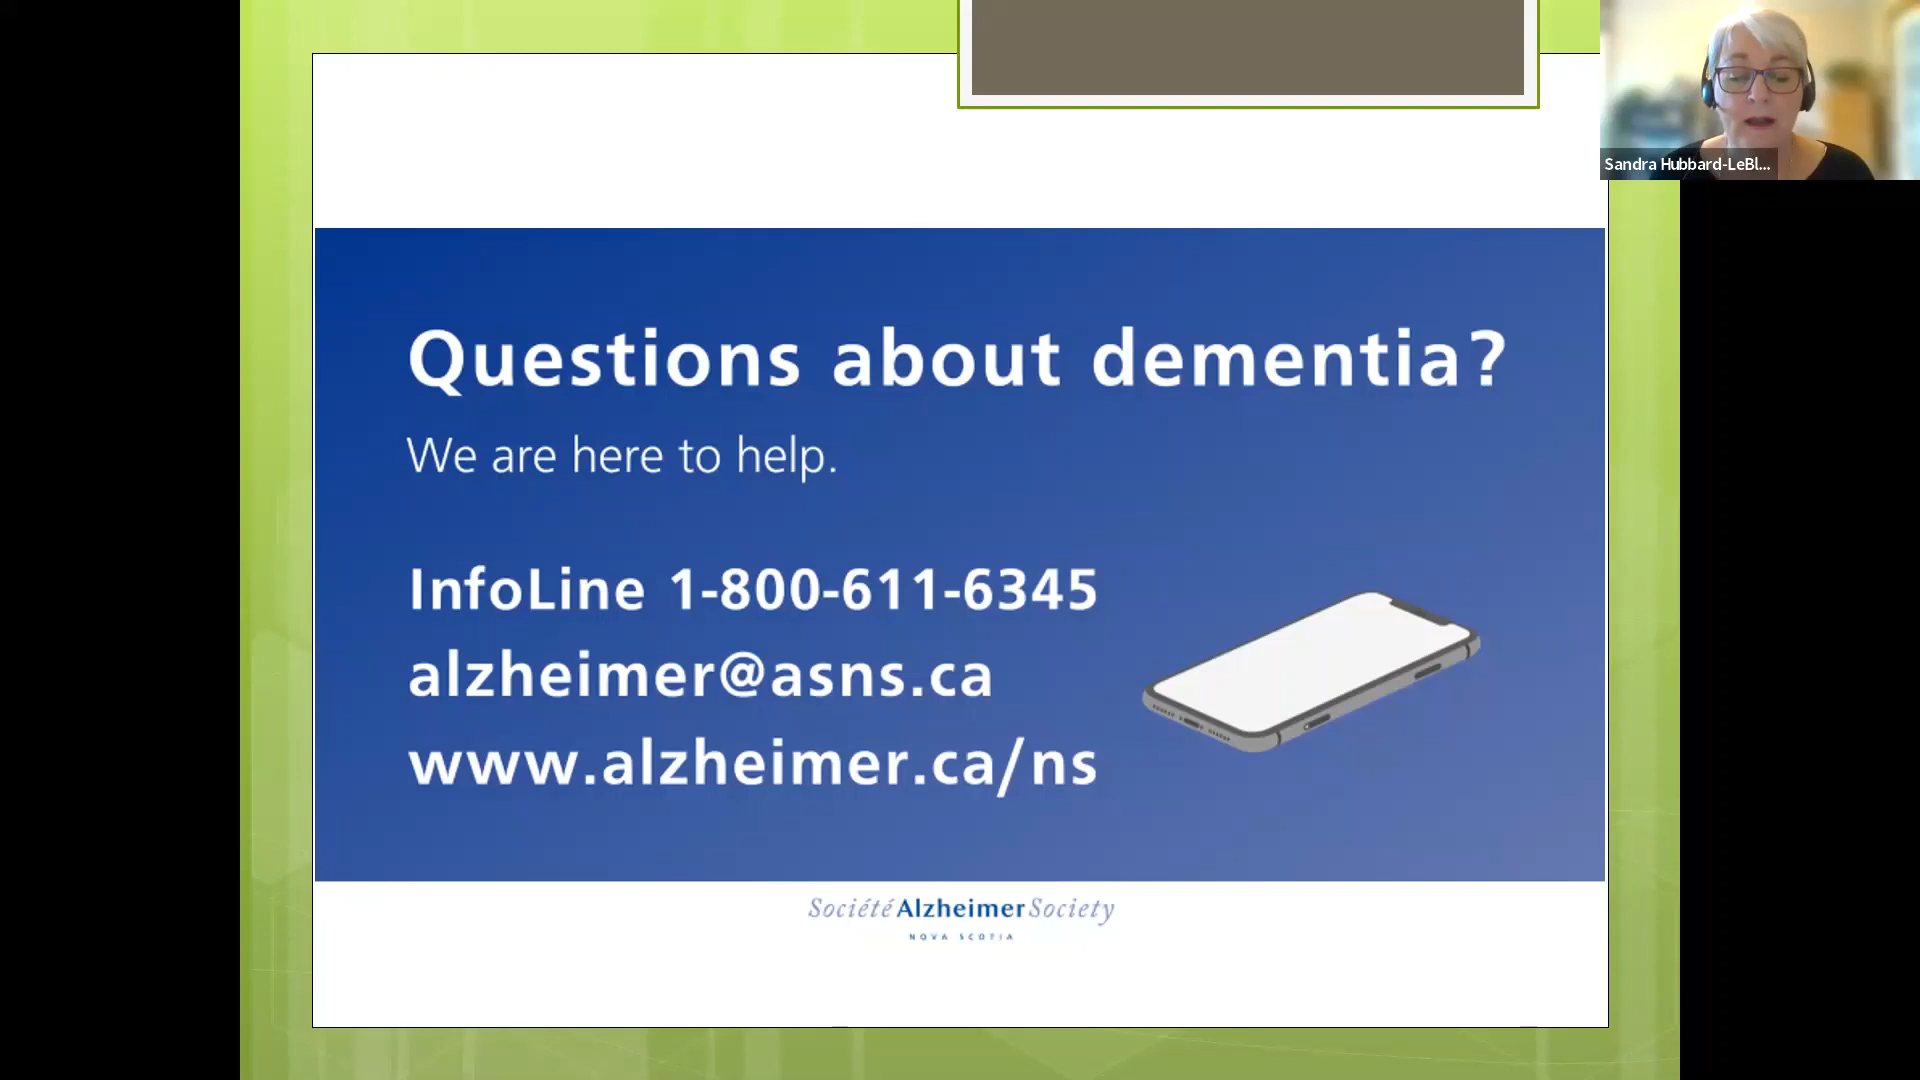 Sandra Hubbard-LeBl...
Questions about dementia?
We are here to help.
InfoLine 1-800-611-6345
alzheimer@asns.ca
www.alzheimer.ca/ns
Société Alzheimer Society
NOVA SCOTIA